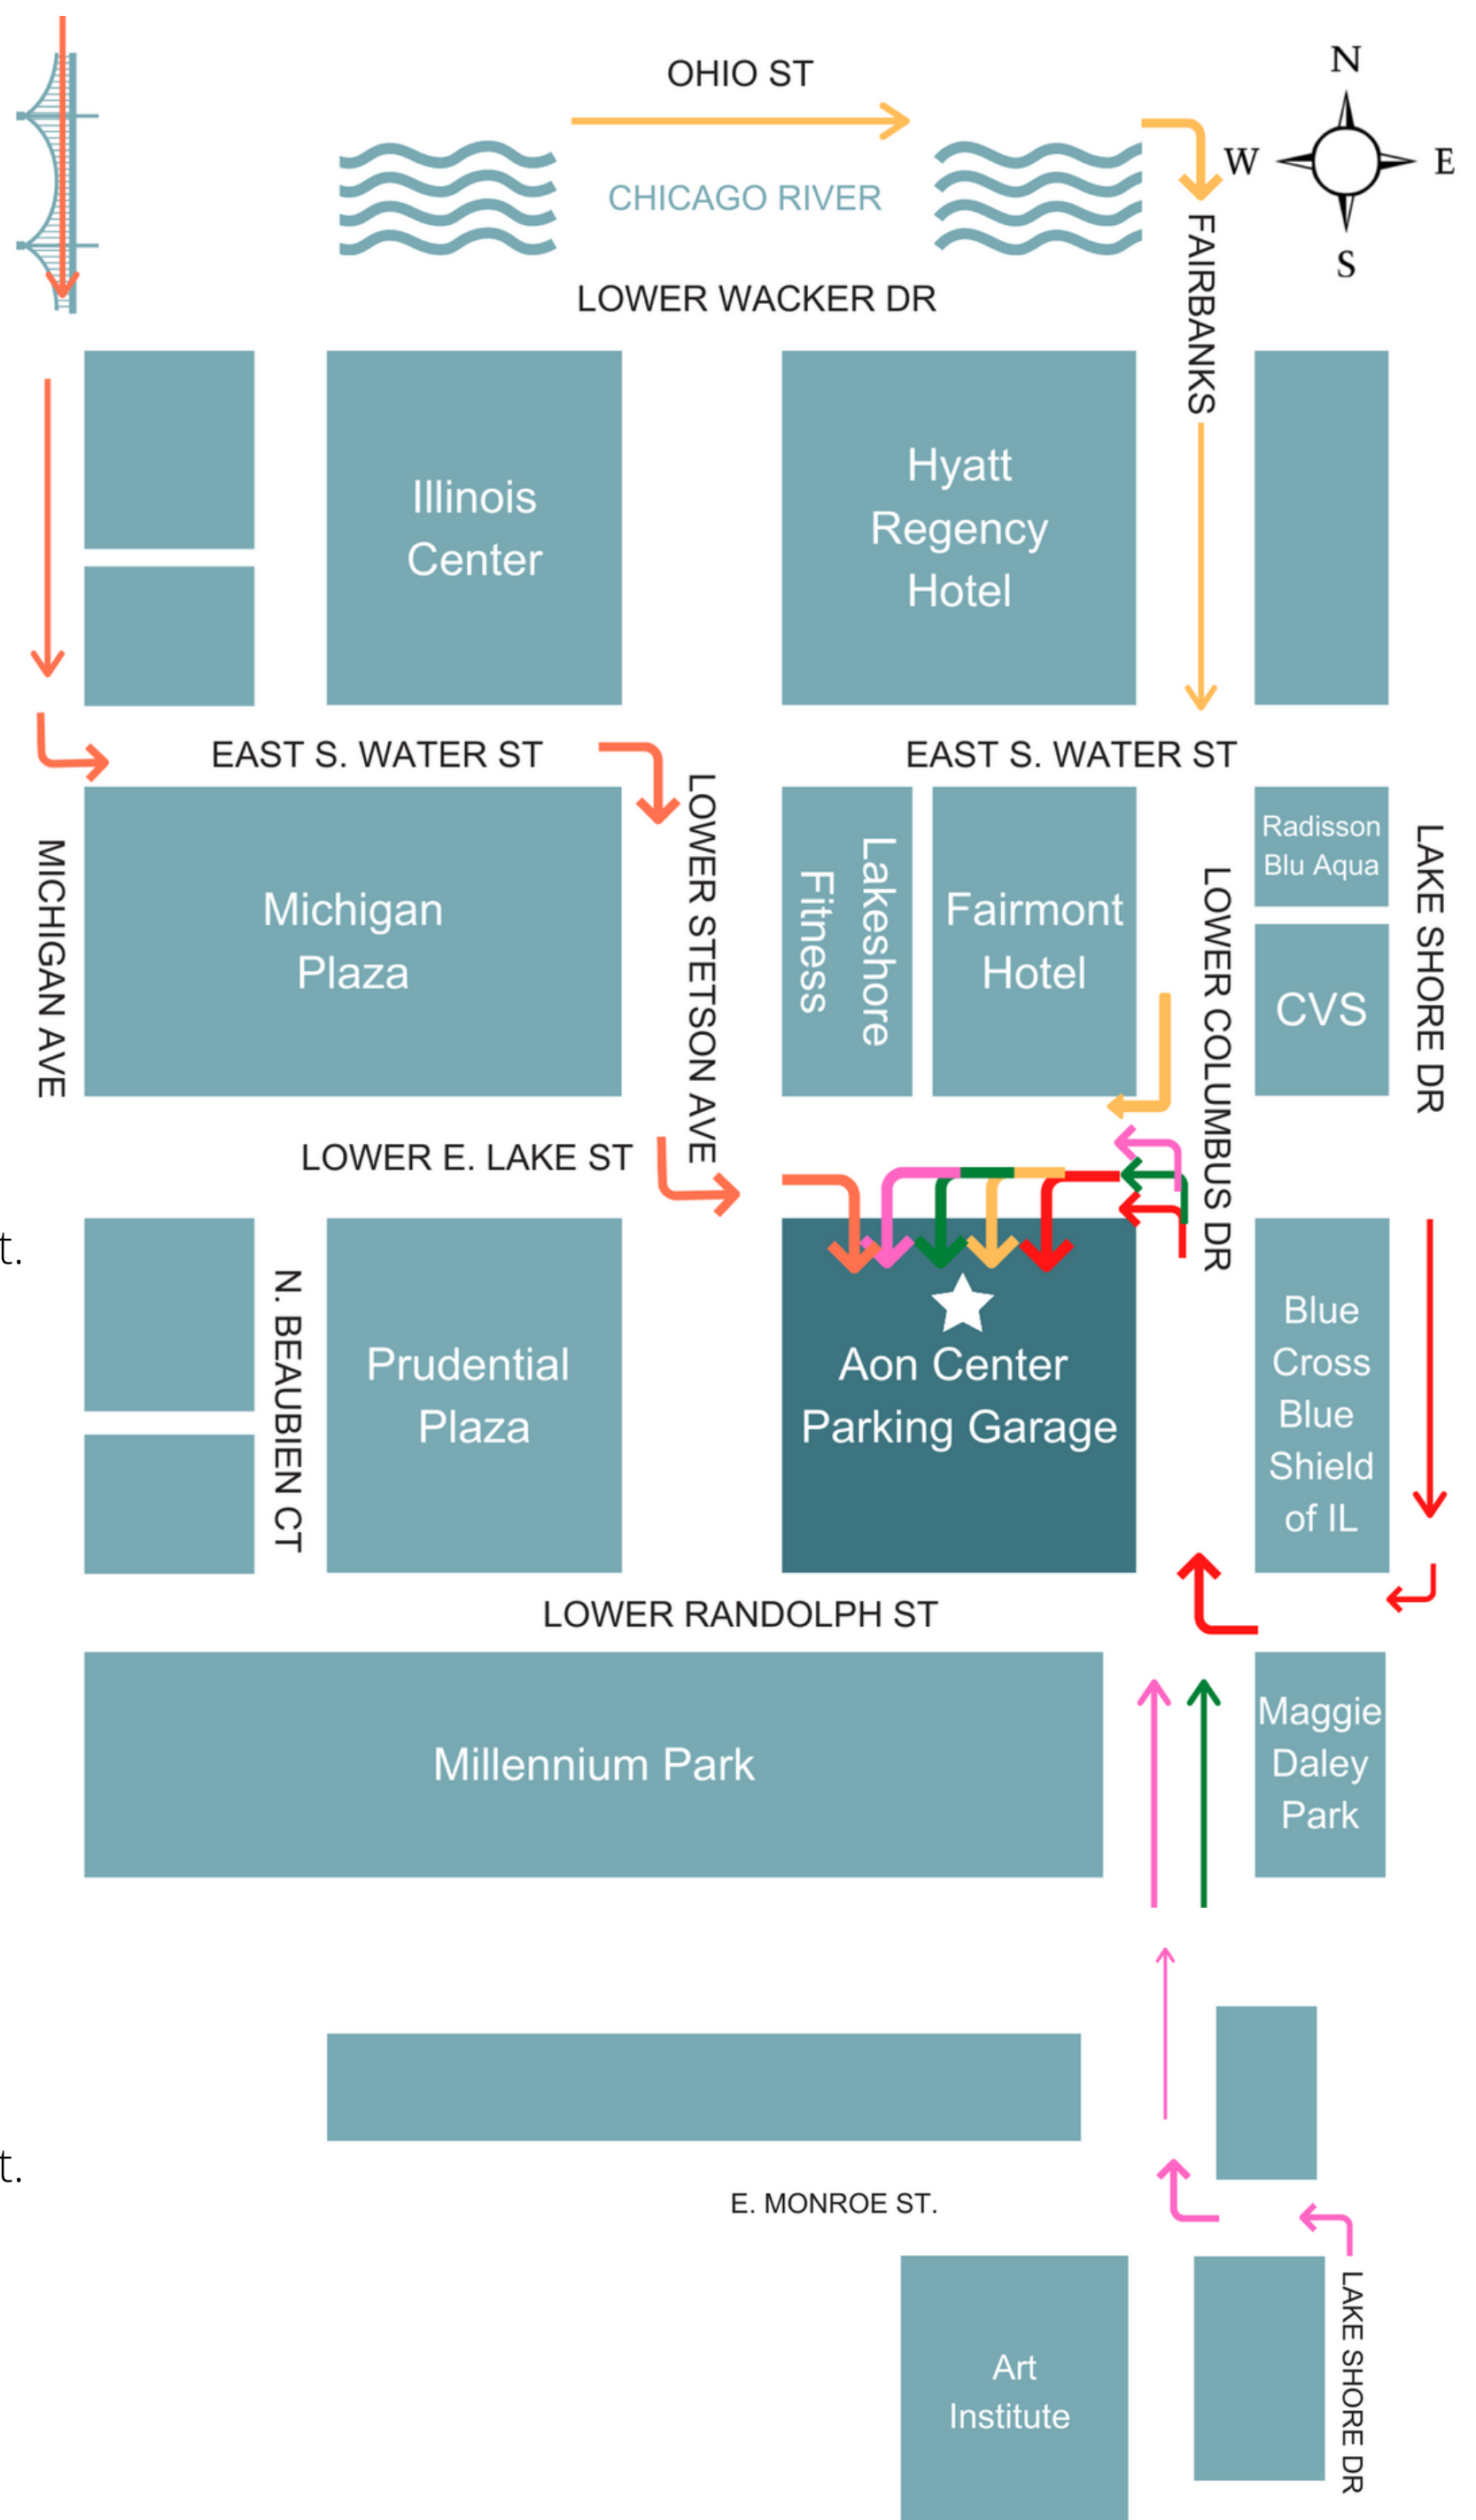 OHIO ST
N
W
E
S
CHICAGO RIVER
FAIRBANKS
LOWER WACKER DR
Illinois
Center
Hyatt
Regency
Hotel
EAST S. WATER ST
EAST S. WATER ST
MICHIGAN AVE
Michigan
Plaza
LOWER STETSON AVE
Lakeshore
Fitness
Fairmont
Hotel
LOWER COLUMBUS DR
Radisson
Blu Aqua
CVS
LAKE SHORE DR
LOWER E. LAKE ST
t.
N. BEAUBIEN CT
Prudential
Plaza
Aon Center
Parking Garage
Blue
Cross
Blue
Shield
of IL
LOWER RANDOLPH ST
Millennium Park
Maggie
Daley
Park
t.
E. MONROE ST.
Art
Institute
LAKE SHORE DR